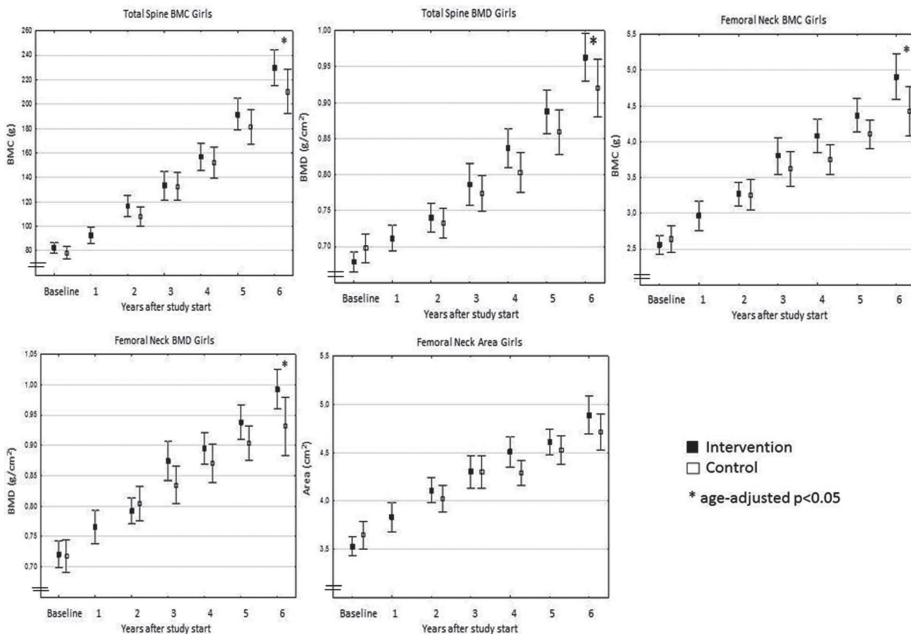 Total Spine BMC Girls
*
260
240
220
200
180
160
140
120
100
80
BMC (g)
Baseline 1 2 3 4 5 6
Years after study start
Total Spine BMD Girls
*
1,00
0,90
0,80
0,70
BMD (g/cm²)
Baseline 1 2 3 4 5 6
Years after study start
Femoral Neck BMC Girls
*
5,5
5,0
4,5
4,0
3,5
3,0
2,5
BMC (g)
Baseline 1 2 3 4 5 6
Years after study start
Femoral Neck BMD Girls
*
1,05
1,00
0,95
0,90
0,85
0,80
0,75
0,70
BMD (g/cm²)
Baseline 1 2 3 4 5 6
Years after study start
Femoral Neck Area Girls
5,5
5,0
4,5
4,0
3,5
Area (cm²)
Baseline 1 2 3 4 5 6
Years after study start
Intervention
Control
* age-adjusted p<0.05